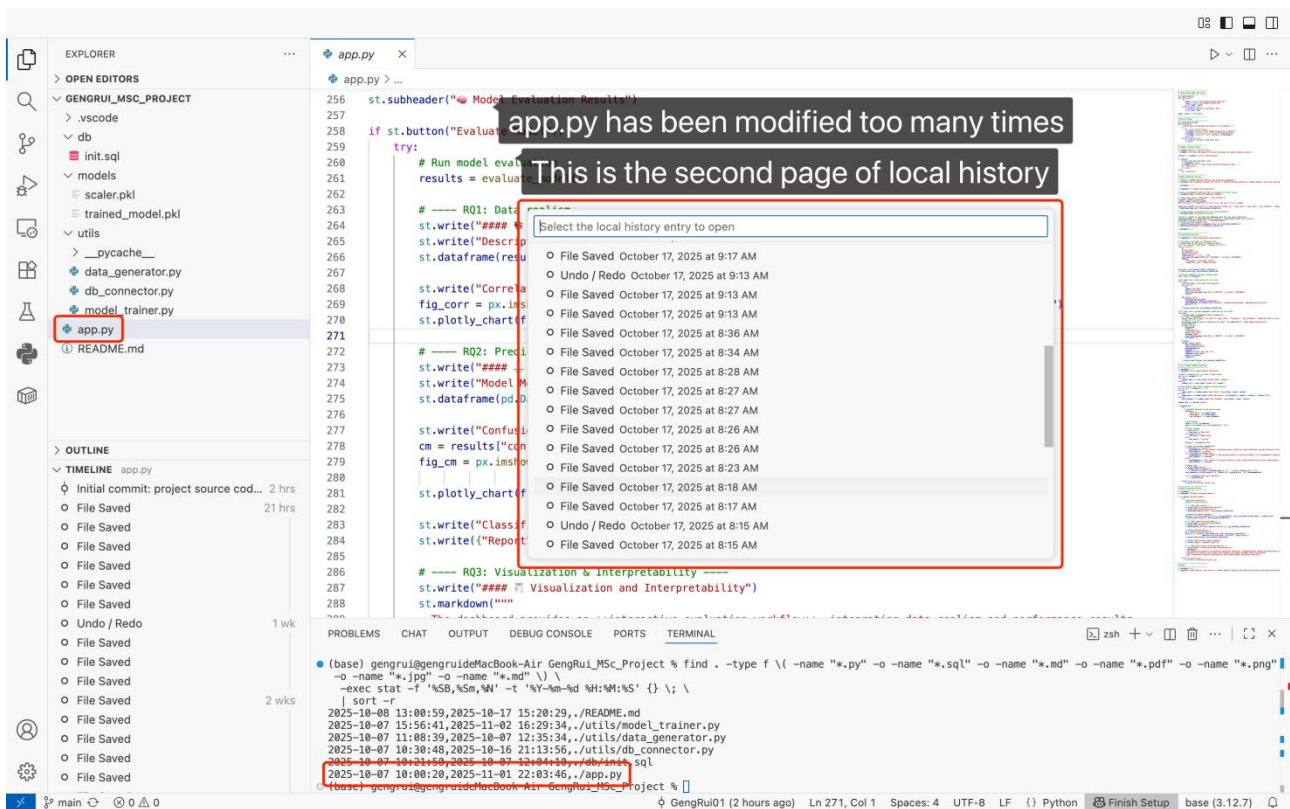 EXPLORER
OPEN EDITORS
GENGRUI_MSC_PROJECT
.vscode
db
init.sql
models
scaler.pkl
trained_model.pkl
utils
__pycache__
data_generator.py
db_connector.py
model_trainer.py
app.py
README.md
OUTLINE
TIMELINE app.py
Initial commit: project source cod... 2 hrs
File Saved 21 hrs
File Saved
File Saved
File Saved
File Saved
File Saved
Undo / Redo 1 wk
File Saved
File Saved
File Saved
File Saved 2 wks
File Saved
File Saved
File Saved
File Saved
app.py
app.py > ...
256 st.subheader("🧠 Model Evaluation Results")
257
258 if st.button("Evaluate
259 try:
260 # Run model evaluat
261 results = evaluate
262
263 # ---- RQ1: Data realism
264 st.write("####
265 st.write("Descrip
266 st.dataframe(resu
267
268 st.write("Correla
269 fig_corr = px.ims
270 st.plotly_chart(f
271
272 # ---- RQ2: Predi
273 st.write("####
274 st.write("Model M
275 st.dataframe(pd.D
276
277 st.write("Confusi
278 cm = results["con
279 fig_cm = px.imsho
280
281 st.plotly_chart(f
282
283 st.write("Classif
284 st.write({"Report
285
286 # ---- RQ3: Visualization & Interpretability ----
287 st.write("#### Visualization and Interpretability")
288 st.markdown("""
app.py has been modified too many times
This is the second page of local history
Select the local history entry to open
File Saved October 17, 2025 at 9:17 AM
Undo / Redo October 17, 2025 at 9:13 AM
File Saved October 17, 2025 at 9:13 AM
File Saved October 17, 2025 at 9:13 AM
File Saved October 17, 2025 at 8:36 AM
File Saved October 17, 2025 at 8:34 AM
File Saved October 17, 2025 at 8:28 AM
File Saved October 17, 2025 at 8:27 AM
File Saved October 17, 2025 at 8:27 AM
File Saved October 17, 2025 at 8:26 AM
File Saved October 17, 2025 at 8:26 AM
File Saved October 17, 2025 at 8:23 AM
File Saved October 17, 2025 at 8:18 AM
File Saved October 17, 2025 at 8:17 AM
Undo / Redo October 17, 2025 at 8:15 AM
File Saved October 17, 2025 at 8:15 AM
PROBLEMS CHAT OUTPUT DEBUG CONSOLE PORTS TERMINAL
zsh
(base) gengrui@gengruideMacBook-Air GengRui_MSc_Project % find . -type f \( -name "*.py" -o -name "*.sql" -o -name "*.md" -o -name "*.pdf" -o -name "*.png"
-o -name "*.jpg" -o -name "*.md" \) \
-exec stat -f '%SB,%Sm,%N' -t '%Y-%m-%d %H:%M:%S' {} \; \
| sort -r
2025-10-08 13:00:59,2025-10-17 15:20:29,./README.md
2025-10-07 15:56:41,2025-11-02 16:29:34,./utils/model_trainer.py
2025-10-07 11:08:39,2025-10-07 12:35:34,./utils/data_generator.py
2025-10-07 10:30:48,2025-10-16 21:13:56,./utils/db_connector.py
2025-10-07 10:21:50,2025-10-07 12:04:10,./db/init.sql
2025-10-07 10:00:20,2025-11-01 22:03:46,./app.py
(base) gengrui@gengruideMacBook-Air GengRui_MSc_Project %
main 0 0 GengRui01 (2 hours ago) Ln 271, Col 1 Spaces: 4 UTF-8 LF {} Python Finish Setup base (3.12.7)